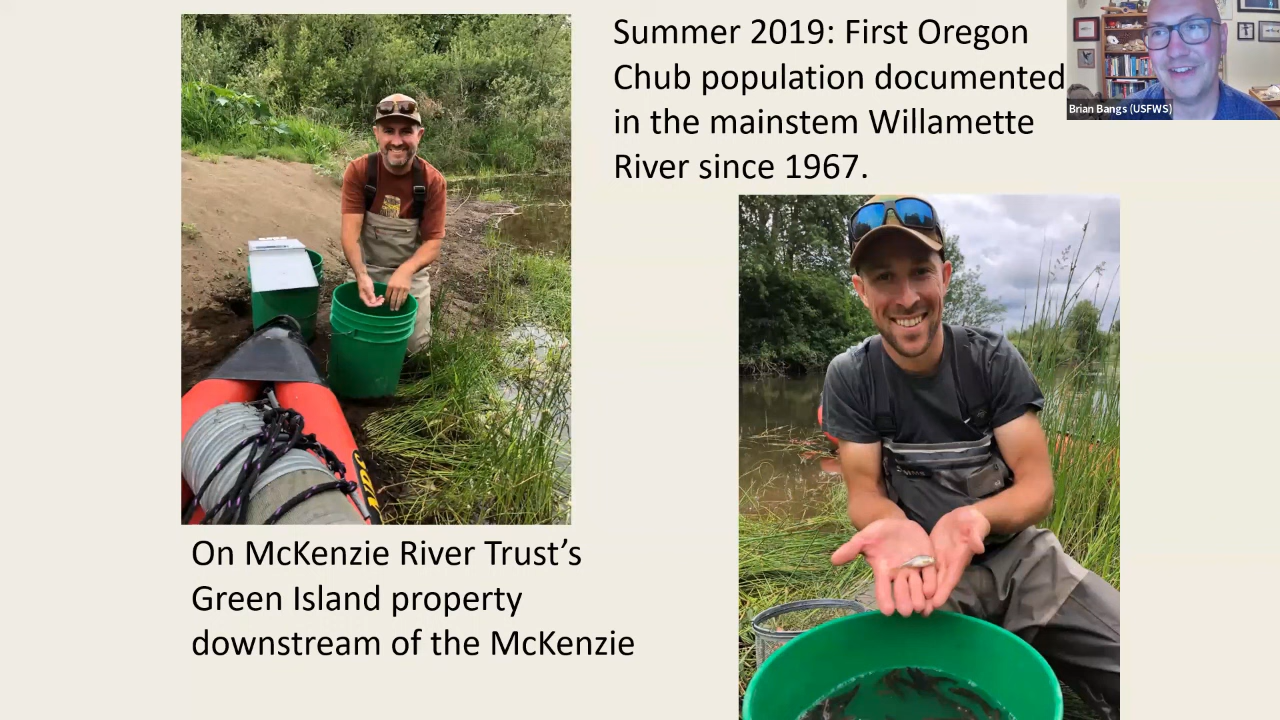 Summer 2019: First Oregon
Chub population documented
in the mainstem Willamette
River since 1967.
Brian Bangs (USFWS)
On McKenzie River Trust’s
Green Island property
downstream of the McKenzie